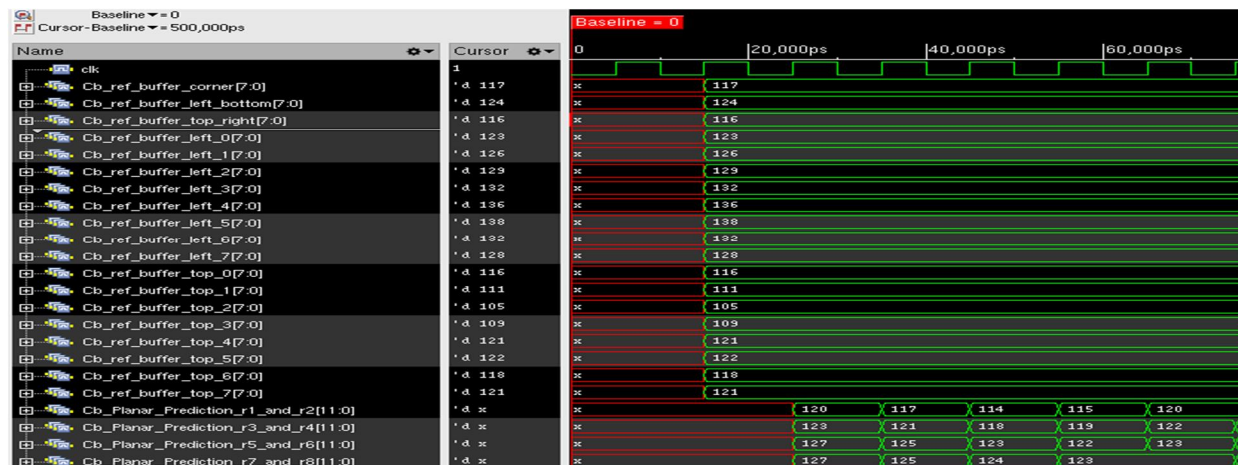 Baseline ▾ = 0
Cursor-Baseline ▾ = 500,000ps
Baseline = 0
Name Cursor 0 20,000ps 40,000ps 60,000ps
clk 1
Cb_ref_buffer_corner[7:0] 'd 117 x 117
Cb_ref_buffer_left_bottom[7:0] 'd 124 x 124
Cb_ref_buffer_top_right[7:0] 'd 116 x 116
Cb_ref_buffer_left_0[7:0] 'd 123 x 123
Cb_ref_buffer_left_1[7:0] 'd 126 x 126
Cb_ref_buffer_left_2[7:0] 'd 129 x 129
Cb_ref_buffer_left_3[7:0] 'd 132 x 132
Cb_ref_buffer_left_4[7:0] 'd 136 x 136
Cb_ref_buffer_left_5[7:0] 'd 138 x 138
Cb_ref_buffer_left_6[7:0] 'd 132 x 132
Cb_ref_buffer_left_7[7:0] 'd 128 x 128
Cb_ref_buffer_top_0[7:0] 'd 116 x 116
Cb_ref_buffer_top_1[7:0] 'd 111 x 111
Cb_ref_buffer_top_2[7:0] 'd 105 x 105
Cb_ref_buffer_top_3[7:0] 'd 109 x 109
Cb_ref_buffer_top_4[7:0] 'd 121 x 121
Cb_ref_buffer_top_5[7:0] 'd 122 x 122
Cb_ref_buffer_top_6[7:0] 'd 118 x 118
Cb_ref_buffer_top_7[7:0] 'd 121 x 121
Cb_Planar_Prediction_r1_and_r2[11:0] 'd x x 120 117 114 115 120
Cb_Planar_Prediction_r3_and_r4[11:0] 'd x x 123 121 118 119 122
Cb_Planar_Prediction_r5_and_r6[11:0] 'd x x 127 125 123 122 123
Cb_Planar_Prediction_r7_and_r8[11:0] 'd x x 127 125 124 123